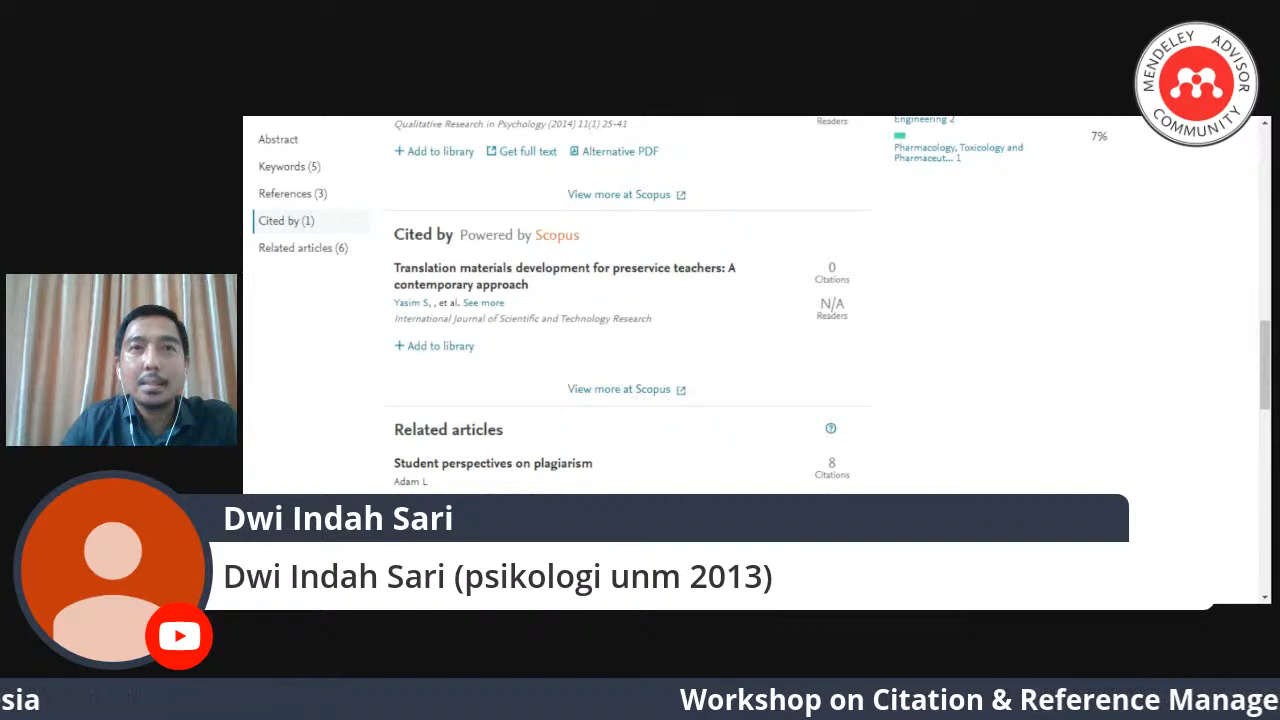 MENDELEY ADVISOR
COMMUNITY
Abstract
Keywords (5)
References (3)
Cited by (1)
Related articles (6)
Qualitative Research in Psychology (2014) 11(1) 25-41
+ Add to library Get full text Alternative PDF
Readers
View more at Scopus
Engineering 2
7%
Pharmacology, Toxicology and
Pharmaceut... 1
Cited by Powered by Scopus
Translation materials development for preservice teachers: A
contemporary approach
Yasim S, , et al. See more
International Journal of Scientific and Technology Research
0
Citations
N/A
Readers
+ Add to library
View more at Scopus
Related articles
Student perspectives on plagiarism
Adam L
8
Citations
Dwi Indah Sari
Dwi Indah Sari (psikologi unm 2013)
sia
Workshop on Citation & Reference Manage